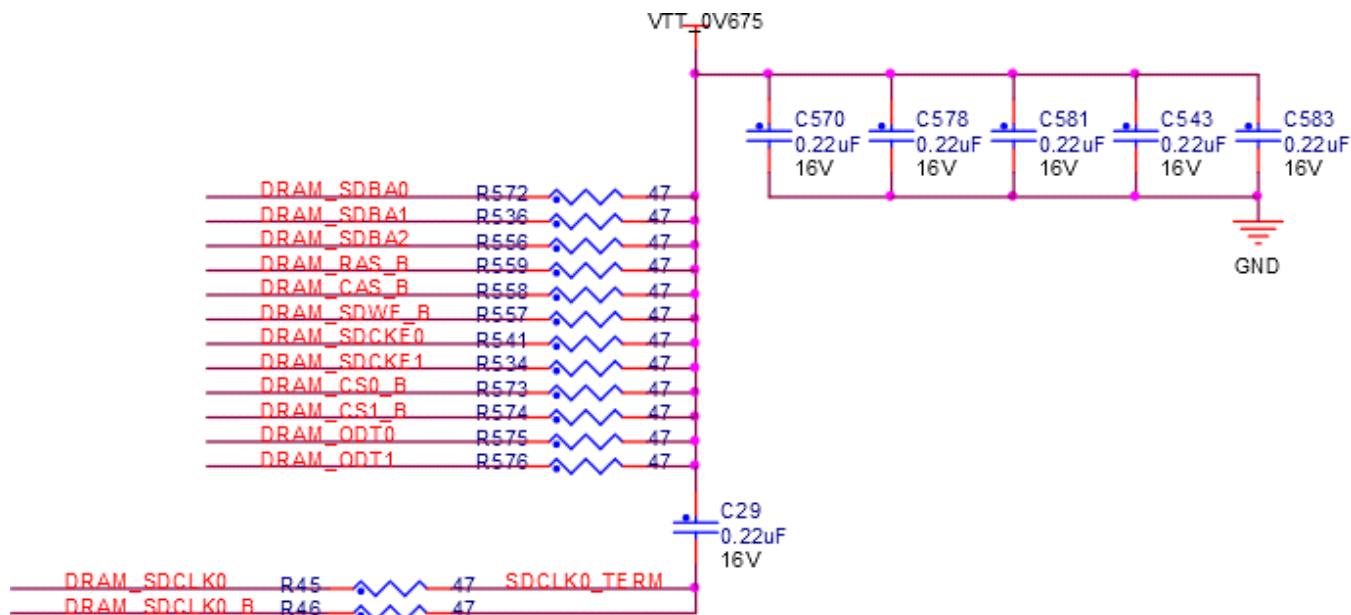 VTT_0V675
C570 C578 C581 C543 C583
0.22uF 0.22uF 0.22uF 0.22uF 0.22uF
16V 16V 16V 16V 16V
DRAM_SDBA0 R572 47
DRAM_SDBA1 R536 47
DRAM_SDBA2 R556 47
DRAM_RAS_B R559 47
DRAM_CAS_B R558 47
DRAM_SDWE_B R557 47
DRAM_SDCKE0 R541 47
DRAM_SDCKE1 R534 47
DRAM_CS0_B R573 47
DRAM_CS1_B R574 47
DRAM_ODT0 R575 47
DRAM_ODT1 R576 47
GND
C29
0.22uF
16V
DRAM_SDCLK0 R45 47 SDCLK0_TERM
DRAM_SDCLK0_B R46 47